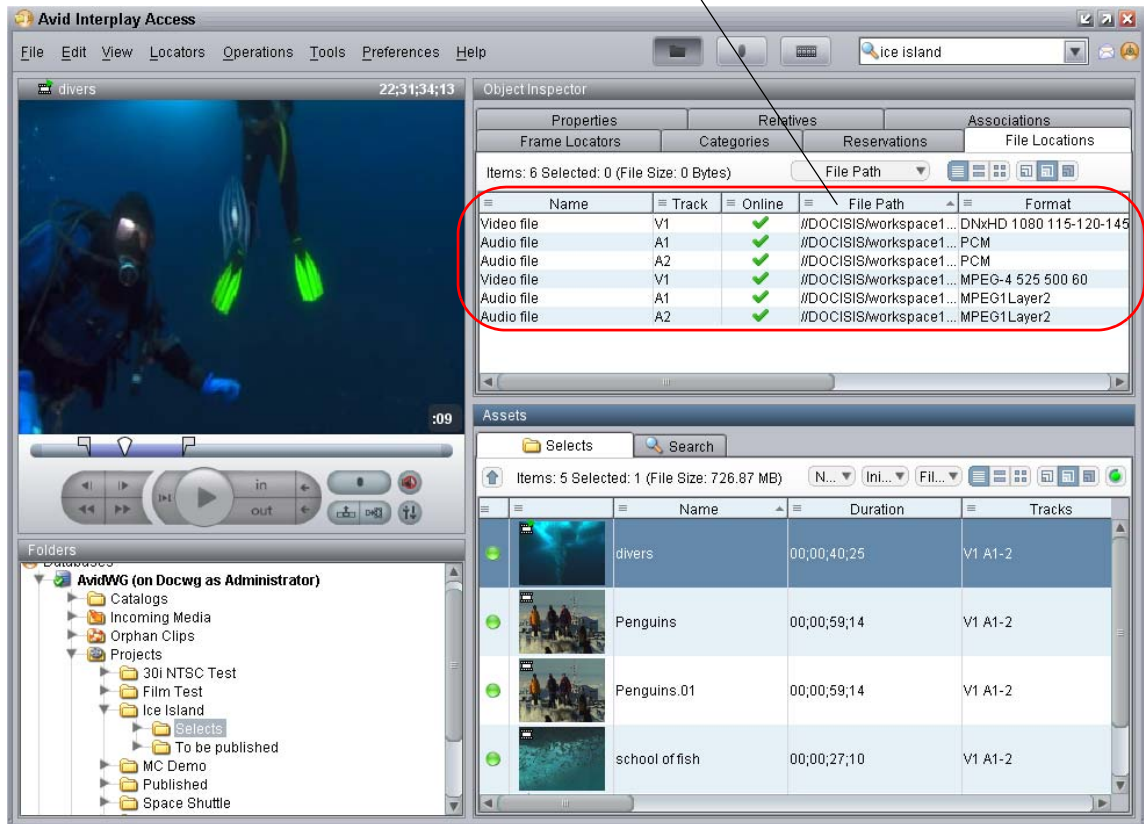 Avid Interplay Access
File Edit View Locators Operations Tools Preferences Help
ice island
divers 22;31;34;13
:09
in
out
Object Inspector
Properties Relatives Associations
Frame Locators Categories Reservations File Locations
Items: 6 Selected: 0 (File Size: 0 Bytes) File Path
Name Track Online File Path Format
Video file V1 //DOCISIS/workspace1... DNxHD 1080 115-120-145
Audio file A1 //DOCISIS/workspace1... PCM
Audio file A2 //DOCISIS/workspace1... PCM
Video file V1 //DOCISIS/workspace1... MPEG-4 525 500 60
Audio file A1 //DOCISIS/workspace1... MPEG1Layer2
Audio file A2 //DOCISIS/workspace1... MPEG1Layer2
Assets
Selects Search
Items: 5 Selected: 1 (File Size: 726.87 MB) N... Ini... Fil...
Name Duration Tracks
divers 00;00;40;25 V1 A1-2
Penguins 00;00;59;14 V1 A1-2
Penguins.01 00;00;59;14 V1 A1-2
school of fish 00;00;27;10 V1 A1-2
Folders
Databases
AvidWG (on Docwg as Administrator)
Catalogs
Incoming Media
Orphan Clips
Projects
30i NTSC Test
Film Test
Ice Island
Selects
To be published
MC Demo
Published
Space Shuttle